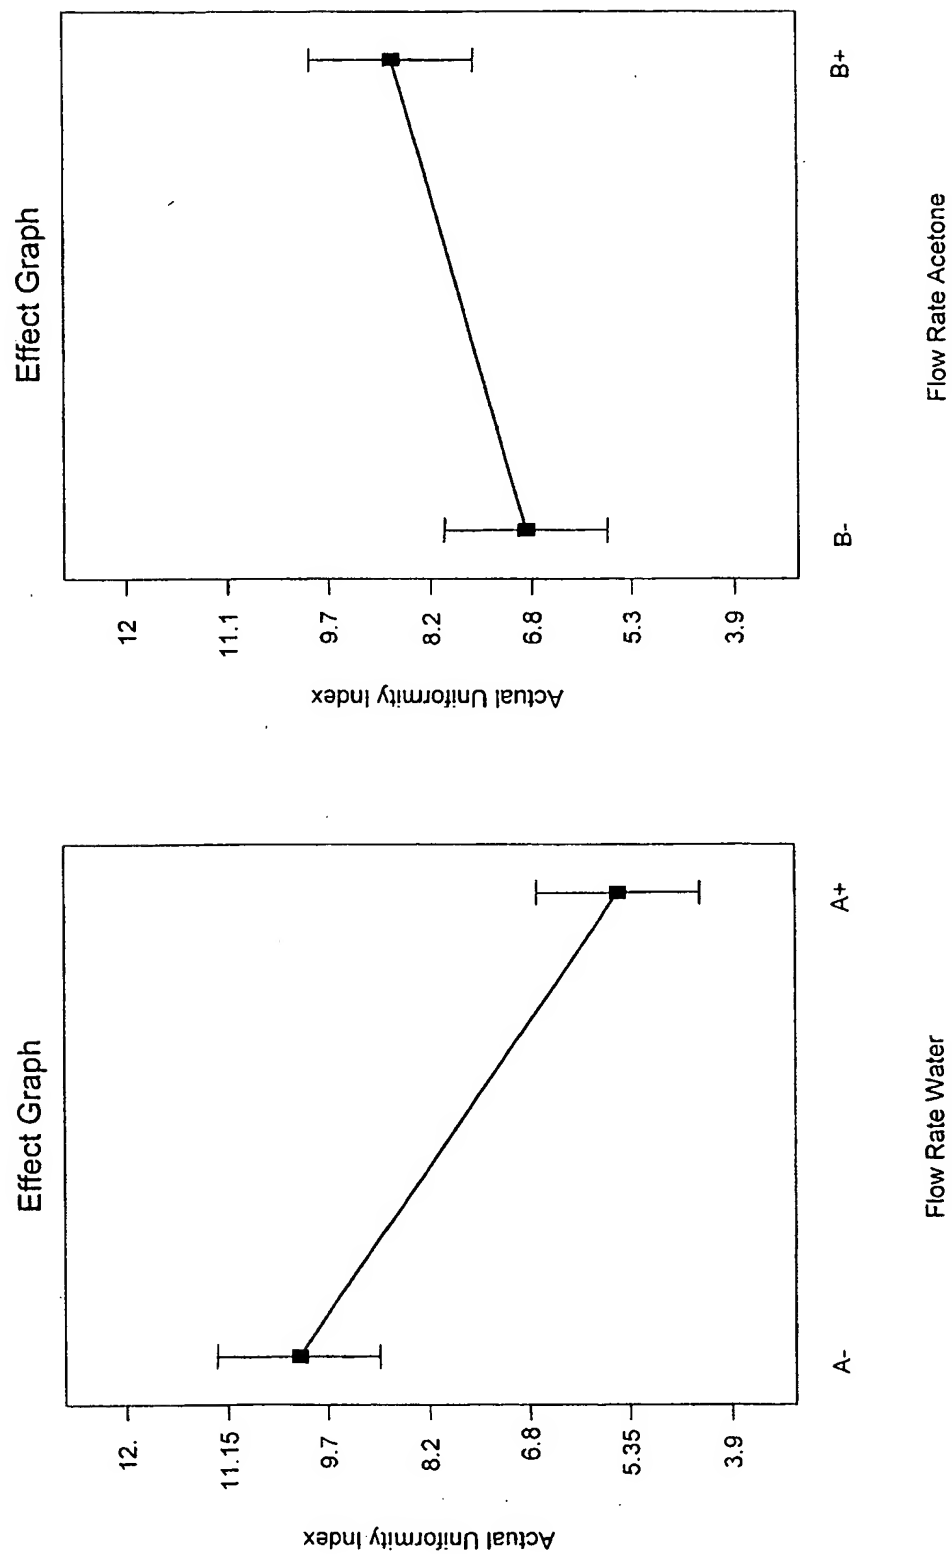 Effect Graph
12.
11.15
9.7
8.2
6.8
5.35
3.9
Actual Uniformity Index
A-
A+
Flow Rate Water
Effect Graph
12
11.1
9.7
8.2
6.8
5.3
3.9
Actual Uniformity Index
B-
B+
Flow Rate Acetone